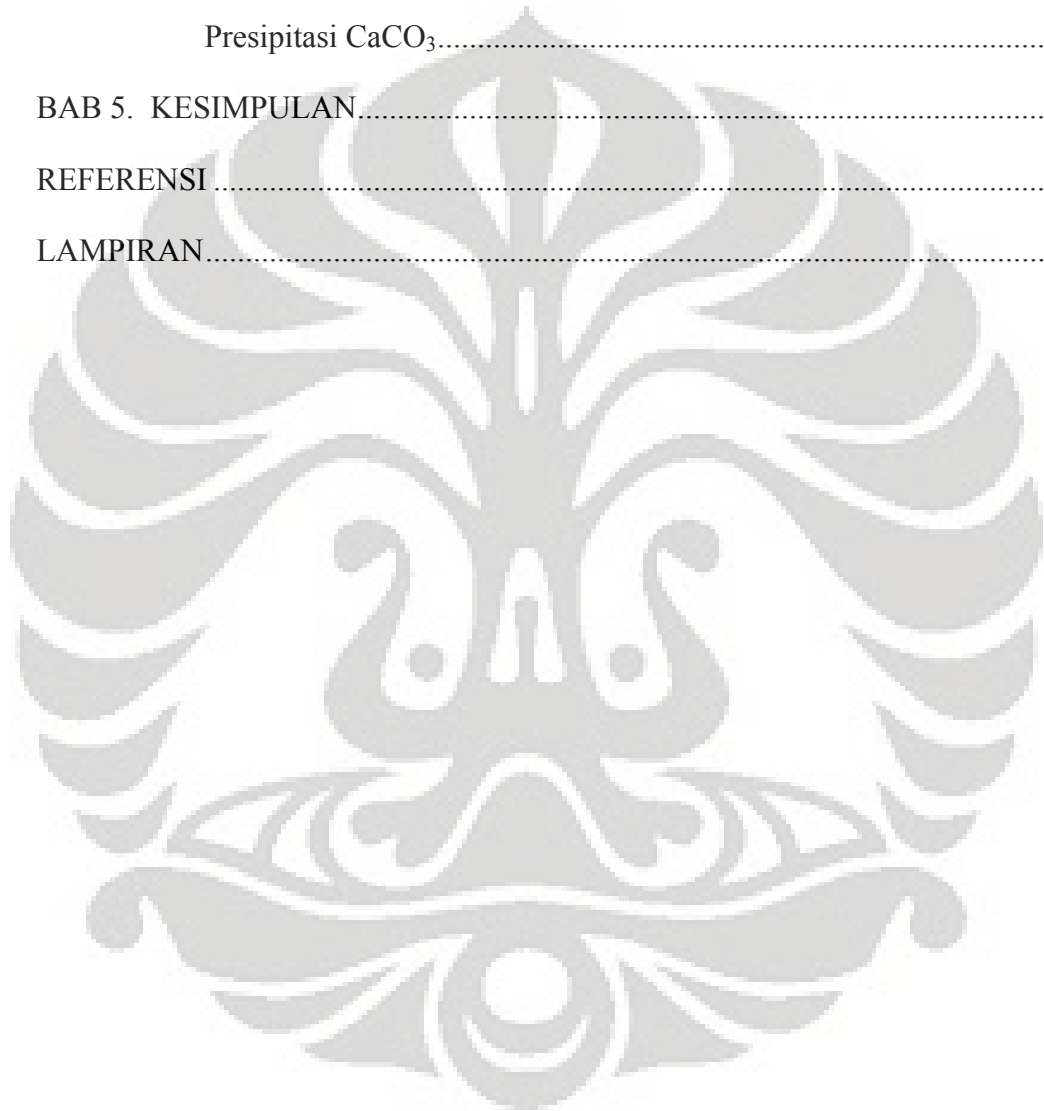 Presipitasi CaCO₃..........................................................................
BAB 5. KESIMPULAN....................................................................................
REFERENSI ......................................................................................................
LAMPIRAN.......................................................................................................